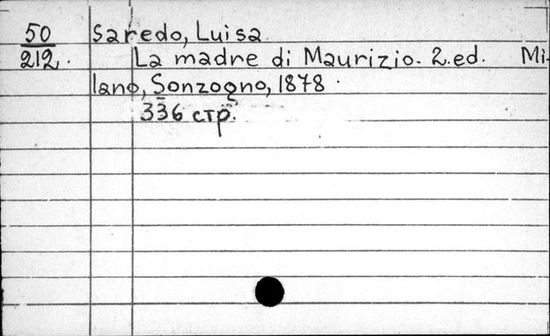 50 Saredo, Luisa
212. La madre di Maurizio. 2.ed. Mi-
lano, Sonzogno, 1878.
336 стр.